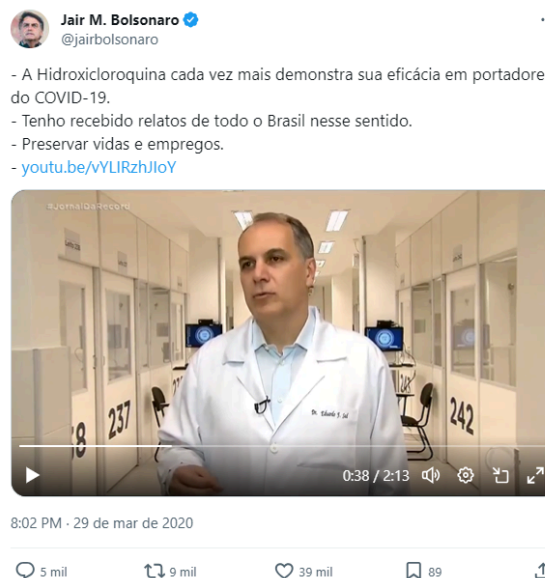 Jair M. Bolsonaro
@jairbolsonaro
- A Hidroxicloroquina cada vez mais demonstra sua eficácia em portadore
do COVID-19.
- Tenho recebido relatos de todo o Brasil nesse sentido.
- Preservar vidas e empregos.
- youtu.be/vYLIRzhJIoY
#JornalDaRecord
237
242
0:38 / 2:13
8:02 PM · 29 de mar de 2020
5 mil 9 mil 39 mil 89